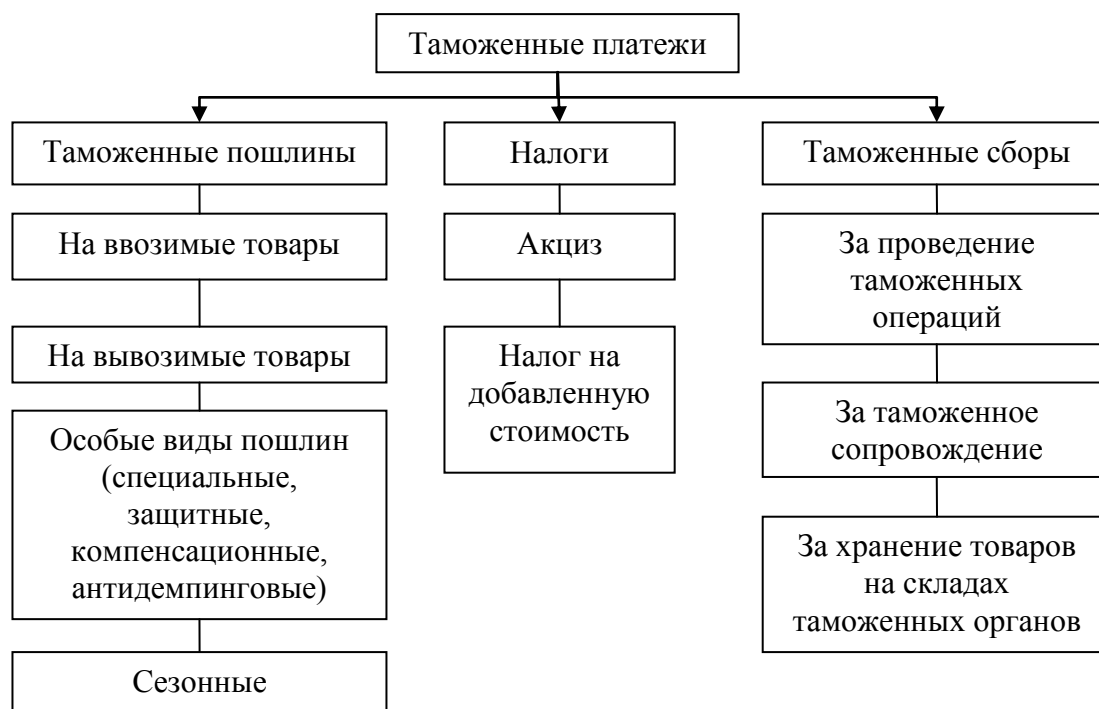 Таможенные платежи
Таможенные пошлины
На ввозимые товары
На вывозимые товары
Особые виды пошлин
(специальные,
защитные,
компенсационные,
антидемпинговые)
Сезонные
Налоги
Акциз
Налог на
добавленную
стоимость
Таможенные сборы
За проведение
таможенных
операций
За таможенное
сопровождение
За хранение товаров
на складах
таможенных органов